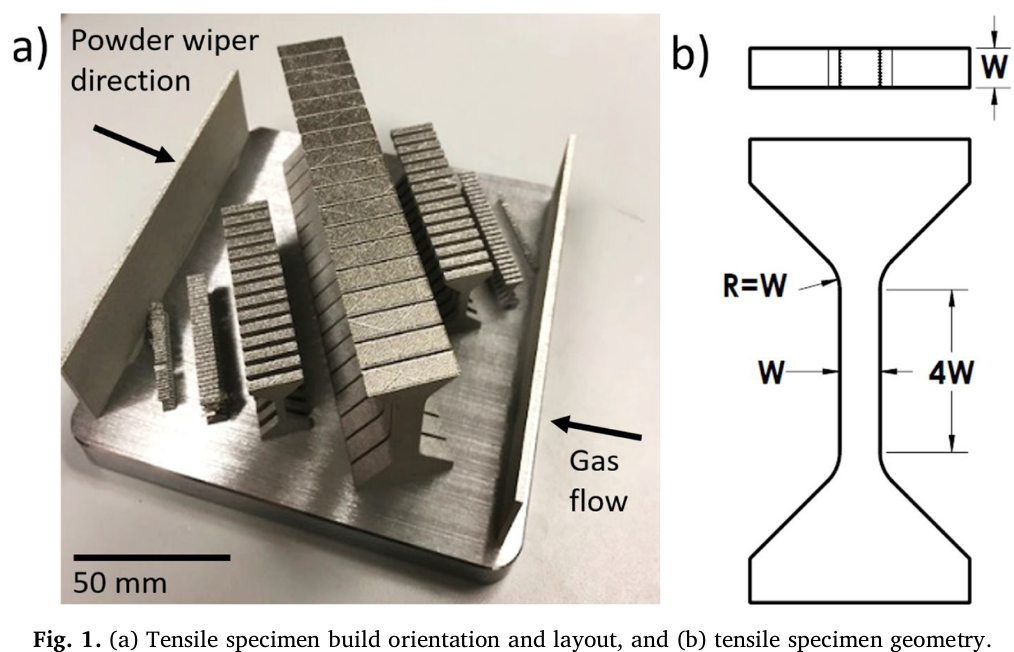 a)
Powder wiper
direction
Gas
flow
50 mm
b)
W
R=W
W
4W
Fig. 1. (a) Tensile specimen build orientation and layout, and (b) tensile specimen geometry.